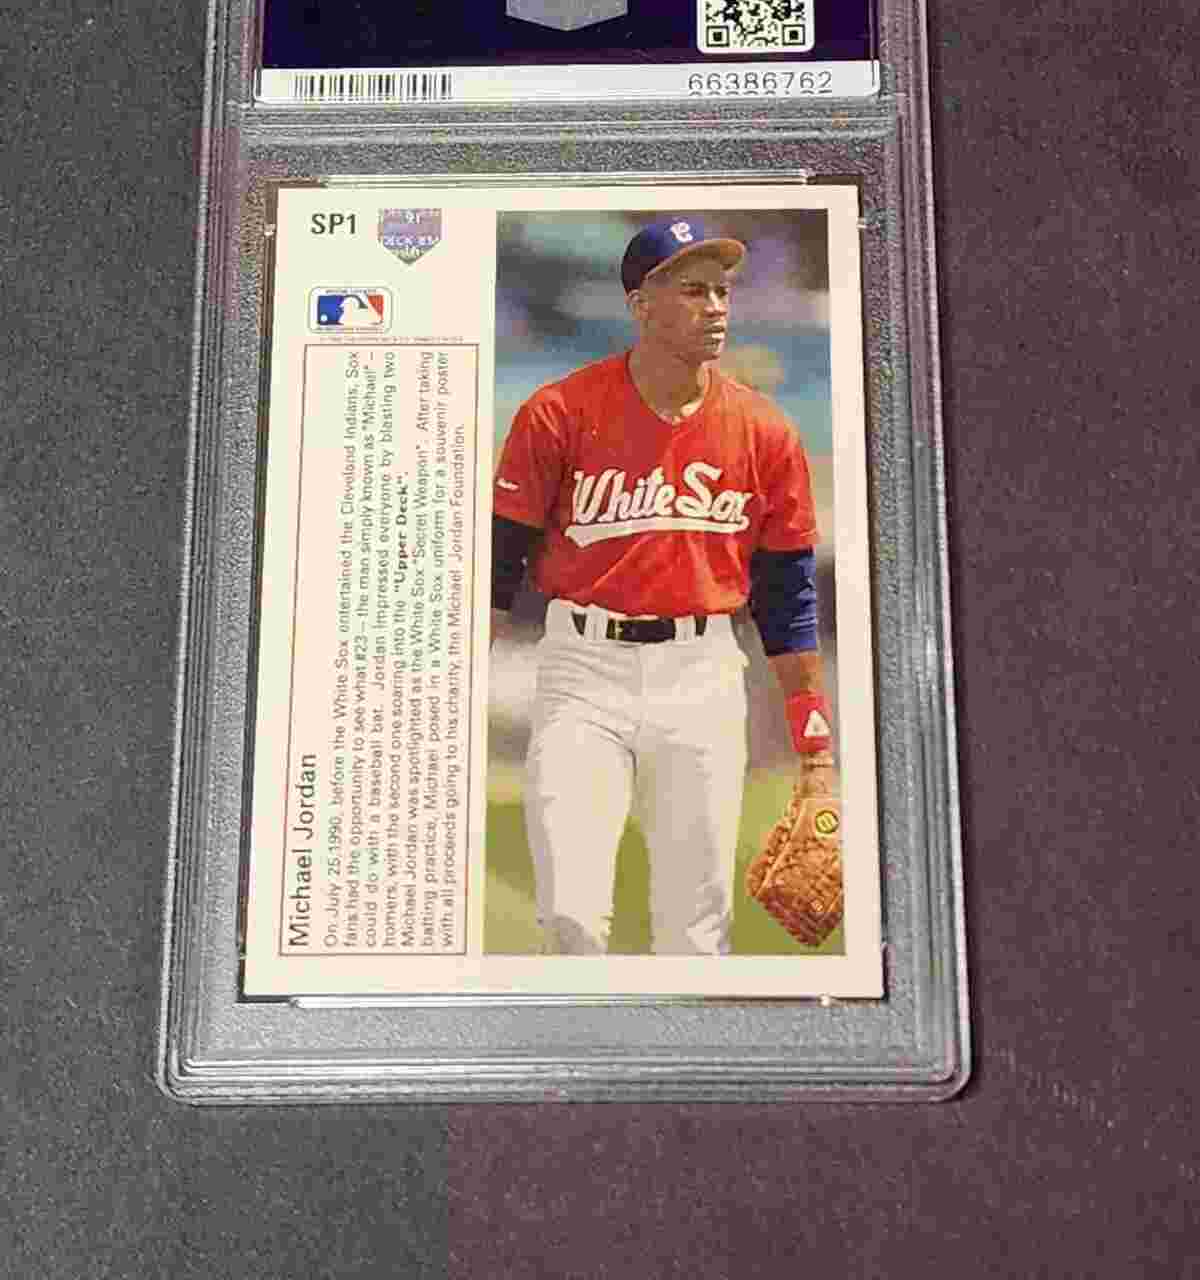 66386762
SP1
91
Michael Jordan
On July 25 1990, before the White Sox entertained the Cleveland Indians, Sox
fans had the opportunity to see what #23 – the man simply known as "Michael" –
could do with a baseball bat. Jordan impressed everyone by blasting two
homers, with the second one soaring into the "Upper Deck".
Michael Jordan was spotlighted as the White Sox "Secret Weapon". After taking
batting practice, Michael posed in a White Sox uniform for a souvenir poster
with all proceeds going to his charity, the Michael Jordan Foundation.
White Sox